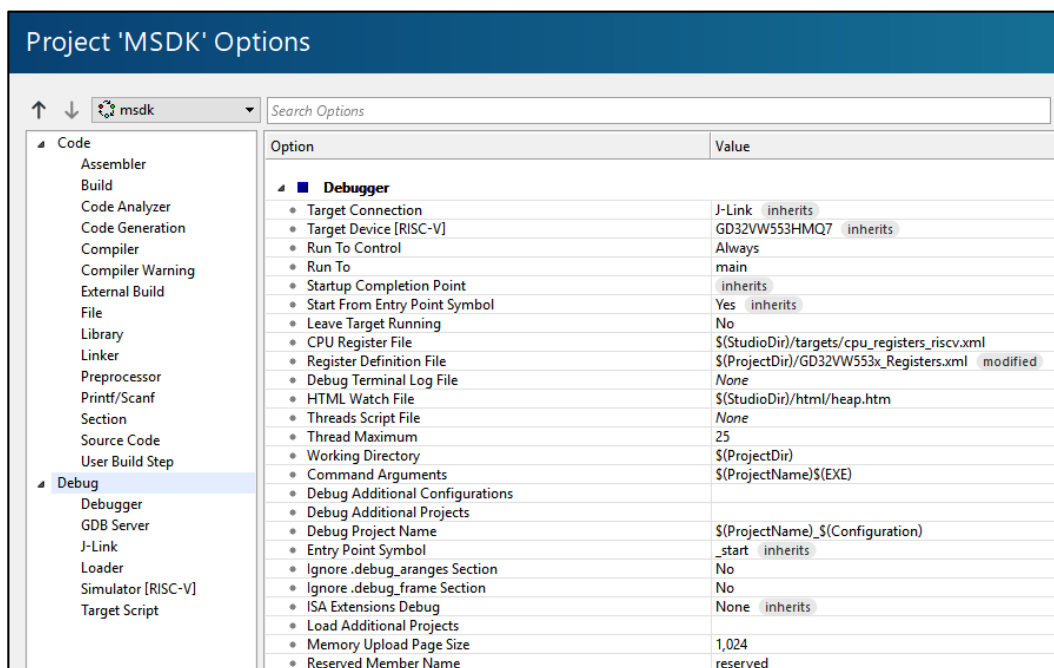 Project 'MSDK' Options
msdk
Search Options
Code
Assembler
Build
Code Analyzer
Code Generation
Compiler
Compiler Warning
External Build
File
Library
Linker
Preprocessor
Printf/Scanf
Section
Source Code
User Build Step
Debug
Debugger
GDB Server
J-Link
Loader
Simulator [RISC-V]
Target Script
Option Value
Debugger
Target Connection J-Link inherits
Target Device [RISC-V] GD32VW553HMQ7 inherits
Run To Control Always
Run To main
Startup Completion Point inherits
Start From Entry Point Symbol Yes inherits
Leave Target Running No
CPU Register File $(StudioDir)/targets/cpu_registers_riscv.xml
Register Definition File $(ProjectDir)/GD32VW553x_Registers.xml modified
Debug Terminal Log File None
HTML Watch File $(StudioDir)/html/heap.htm
Threads Script File None
Thread Maximum 25
Working Directory $(ProjectDir)
Command Arguments $(ProjectName)$(EXE)
Debug Additional Configurations
Debug Additional Projects
Debug Project Name $(ProjectName)_$(Configuration)
Entry Point Symbol _start inherits
Ignore .debug_aranges Section No
Ignore .debug_frame Section No
ISA Extensions Debug None inherits
Load Additional Projects
Memory Upload Page Size 1,024
Reserved Member Name reserved